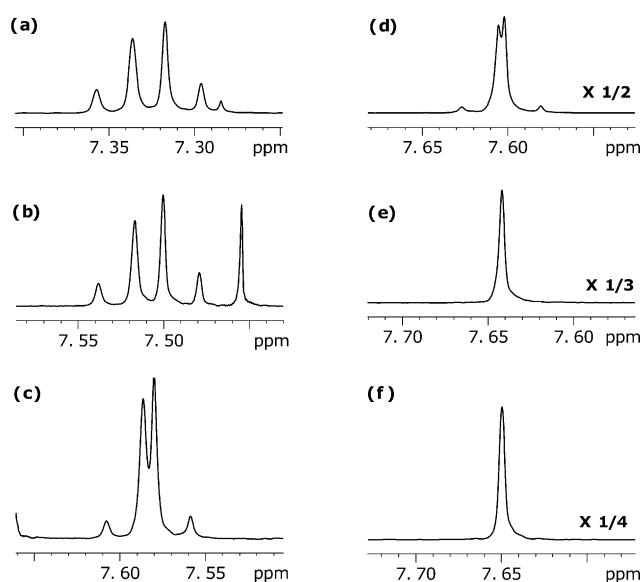 (a)
7.35 7.30 ppm
(d)
X 1/2
7.65 7.60 ppm
(b)
7.55 7.50 ppm
(e)
X 1/3
7.70 7.65 7.60 ppm
(c)
7.60 7.55 ppm
(f)
X 1/4
7.70 7.65 ppm